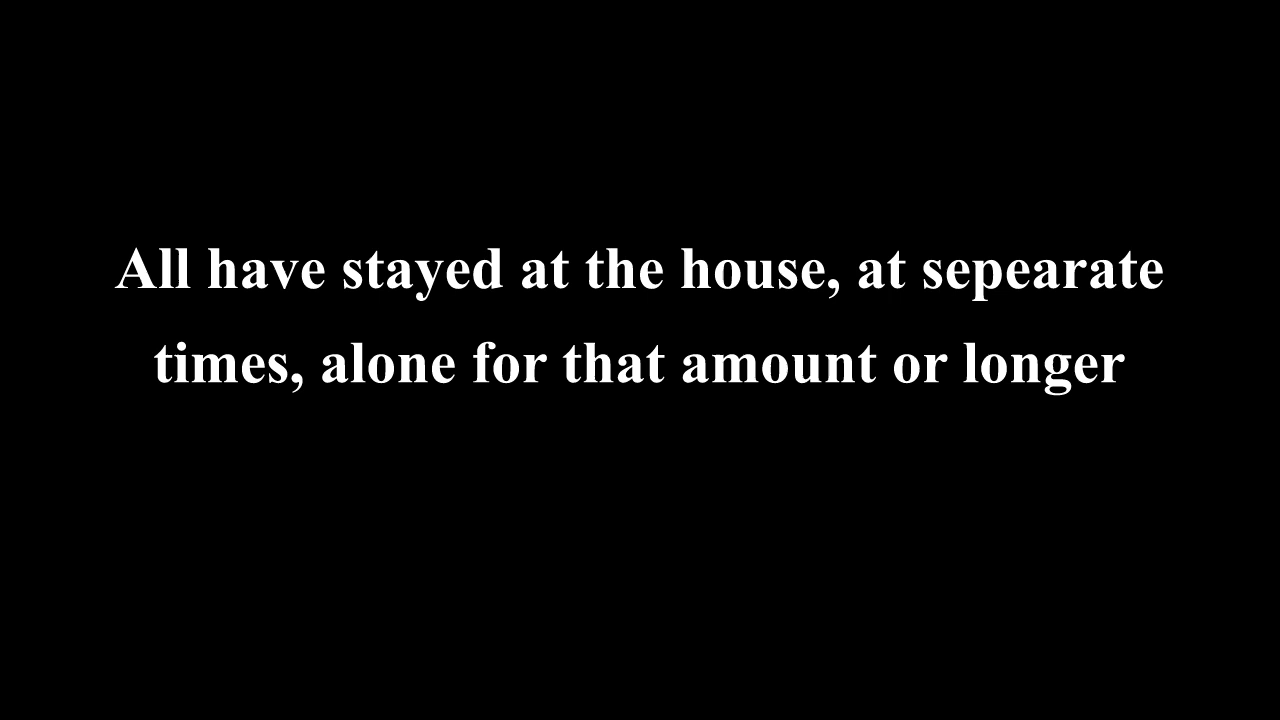 All have stayed at the house, at sepearate
times, alone for that amount or longer